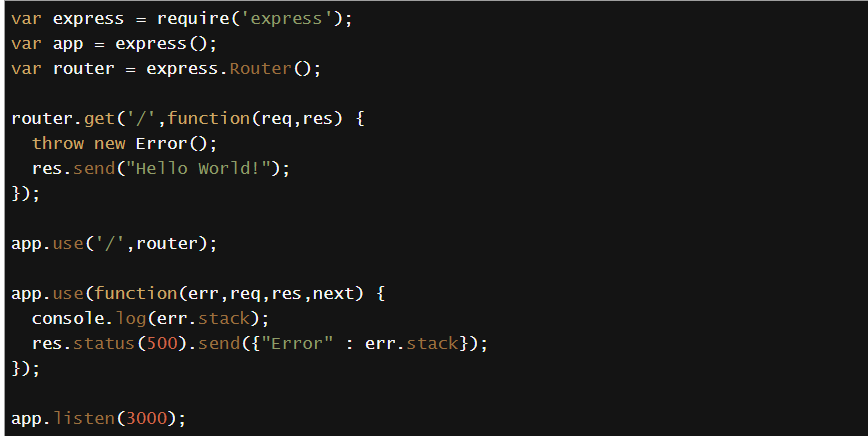 var express = require('express');
var app = express();
var router = express.Router();

router.get('/',function(req,res) {
  throw new Error();
  res.send("Hello World!");
});

app.use('/',router);

app.use(function(err,req,res,next) {
  console.log(err.stack);
  res.status(500).send({"Error" : err.stack});
});

app.listen(3000);